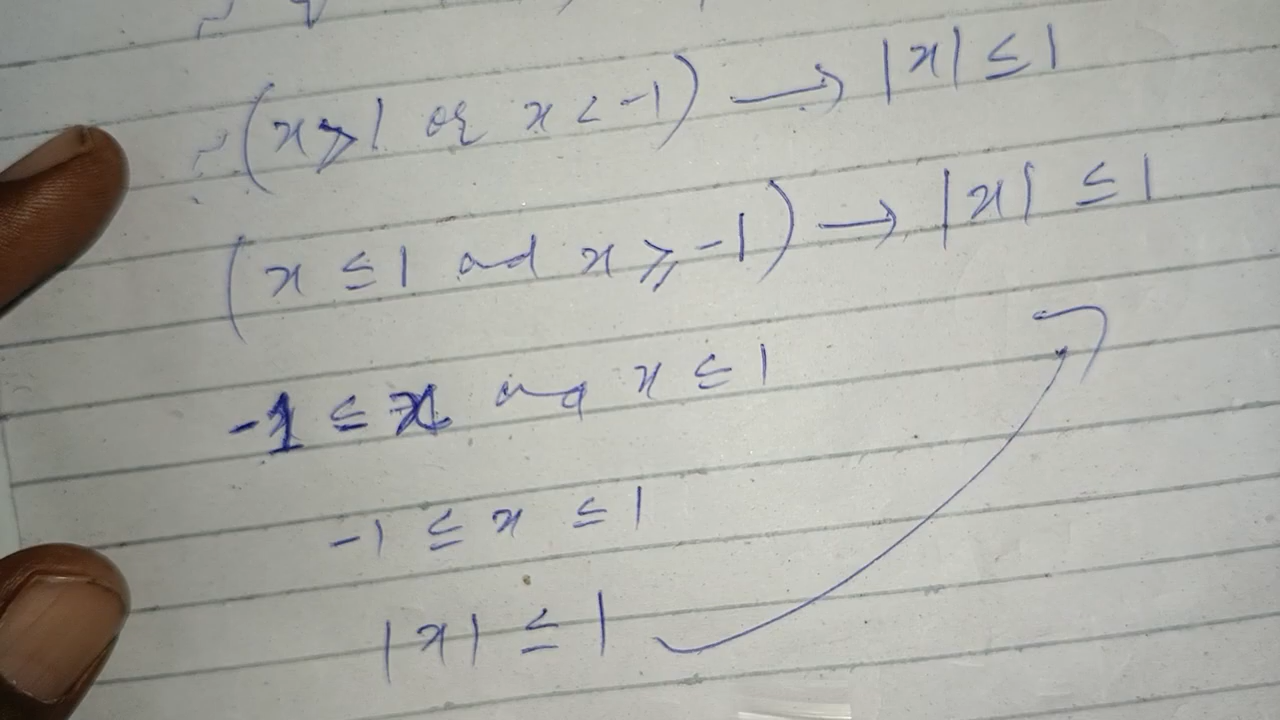 ~(x > 1 or x < -1) → |x| ≤ 1
(x ≤ 1 and x ≥ -1) → |x| ≤ 1
-1 ≤ x and x ≤ 1
-1 ≤ x ≤ 1
|x| ≤ 1